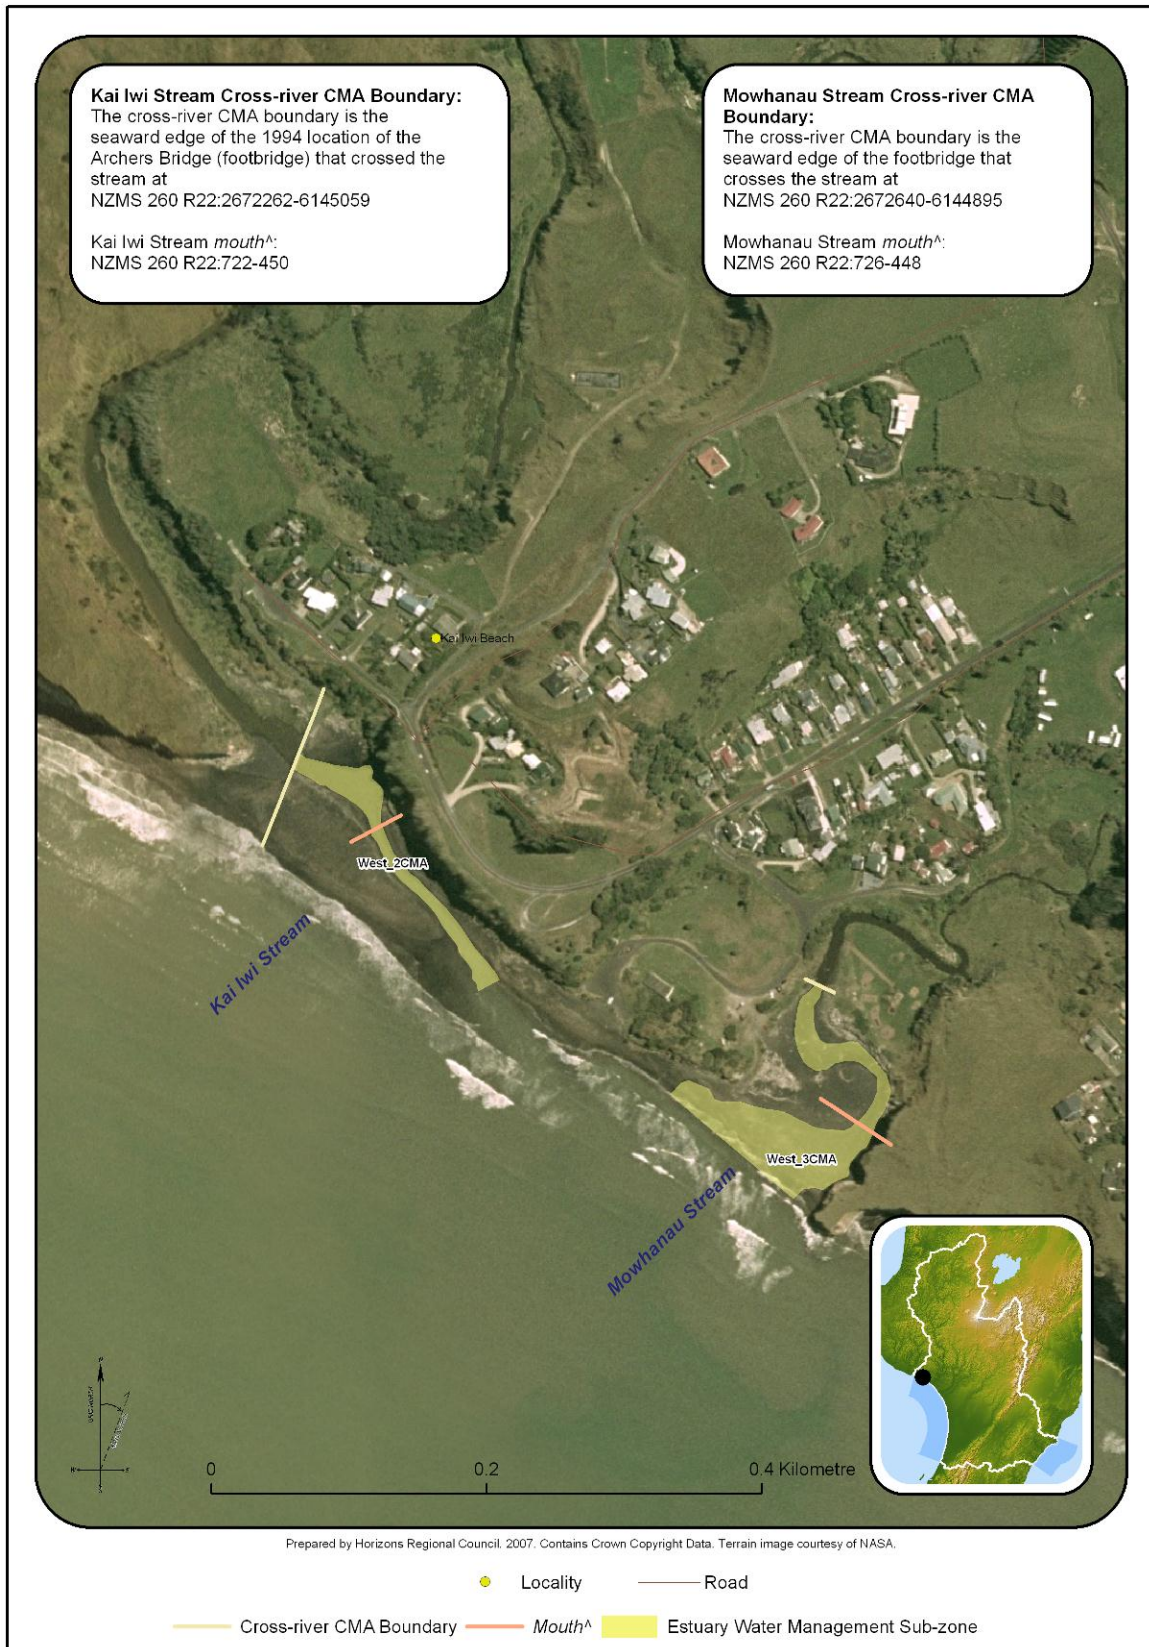 Kai Iwi Stream Cross-river CMA Boundary:
The cross-river CMA boundary is the
seaward edge of the 1994 location of the
Archers Bridge (footbridge) that crossed the
stream at
NZMS 260 R22:2672262-6145059
Kai Iwi Stream mouth^:
NZMS 260 R22:722-450
Mowhanau Stream Cross-river CMA
Boundary:
The cross-river CMA boundary is the
seaward edge of the footbridge that
crosses the stream at
NZMS 260 R22:2672640-6144895
Mowhanau Stream mouth^:
NZMS 260 R22:726-448
Kai Iwi Beach
West_2CMA
Kai Iwi Stream
West_3CMA
Mowhanau Stream
0 0.2 0.4 Kilometre
Prepared by Horizons Regional Council. 2007. Contains Crown Copyright Data. Terrain image courtesy of NASA.
Locality Road
Cross-river CMA Boundary Mouth^ Estuary Water Management Sub-zone